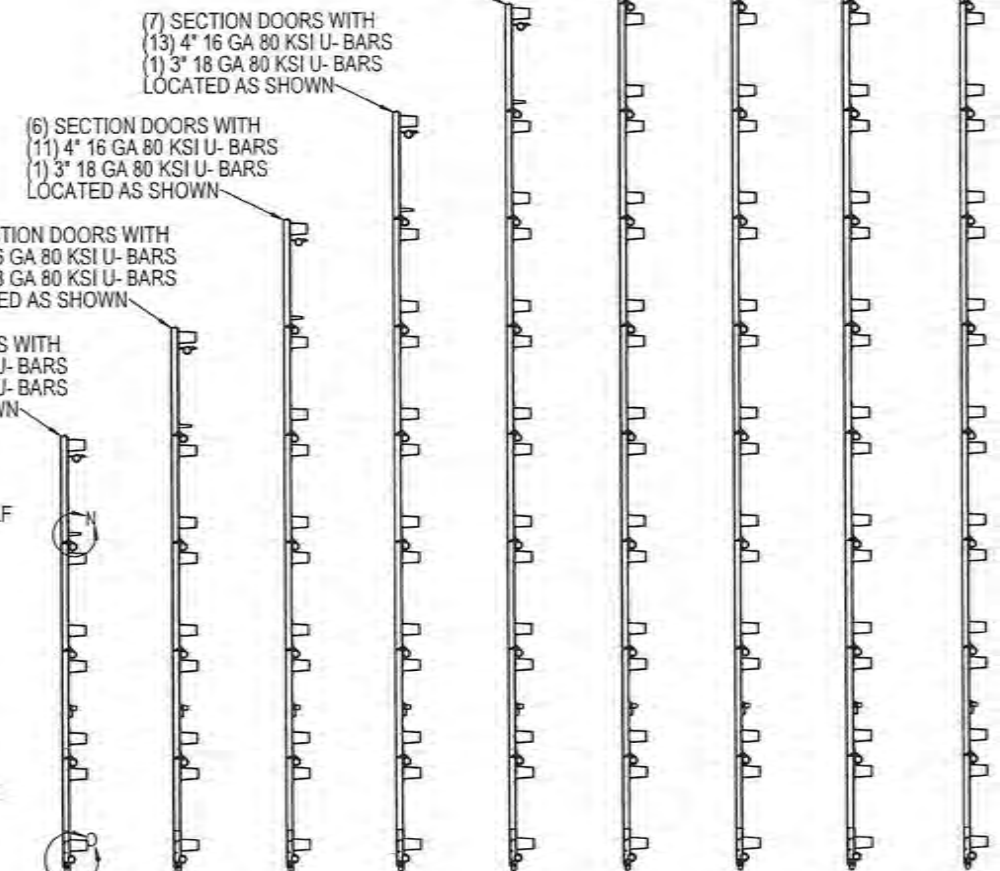 (7) SECTION DOORS WITH
(13) 4" 16 GA 80 KSI U- BARS
(1) 3" 18 GA 80 KSI U- BARS
LOCATED AS SHOWN
(6) SECTION DOORS WITH
(11) 4" 16 GA 80 KSI U- BARS
(1) 3" 18 GA 80 KSI U- BARS
LOCATED AS SHOWN
TION DOORS WITH
6 GA 80 KSI U- BARS
8 GA 80 KSI U- BARS
ED AS SHOWN
S WITH
U- BARS
U- BARS
WN
LF
N
O